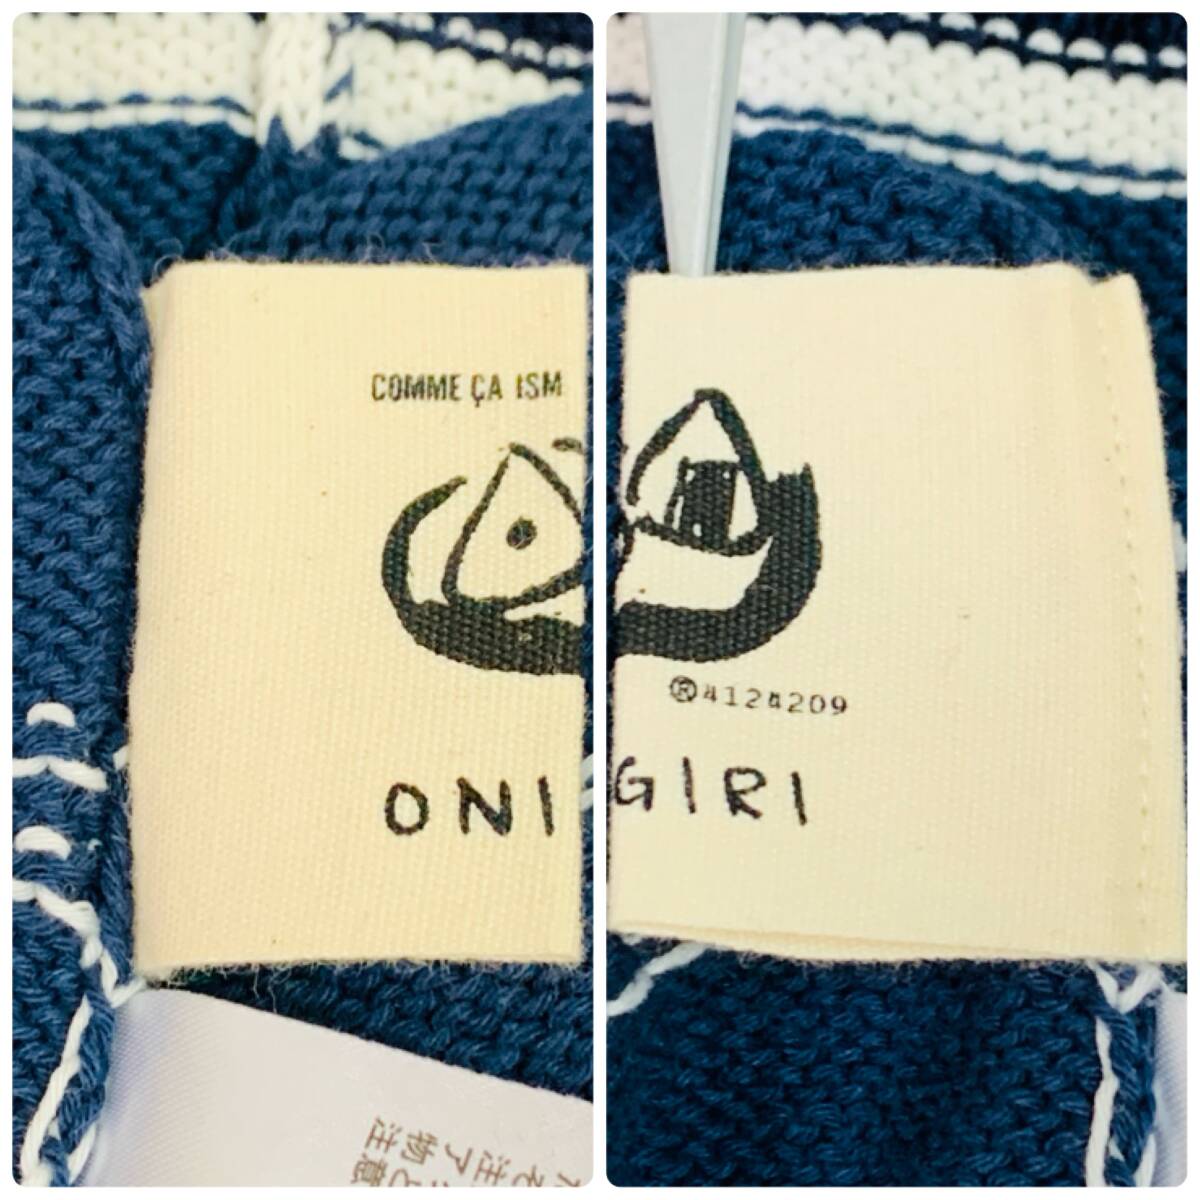 COMME ÇA ISM
®4124209
ONI
GIRI